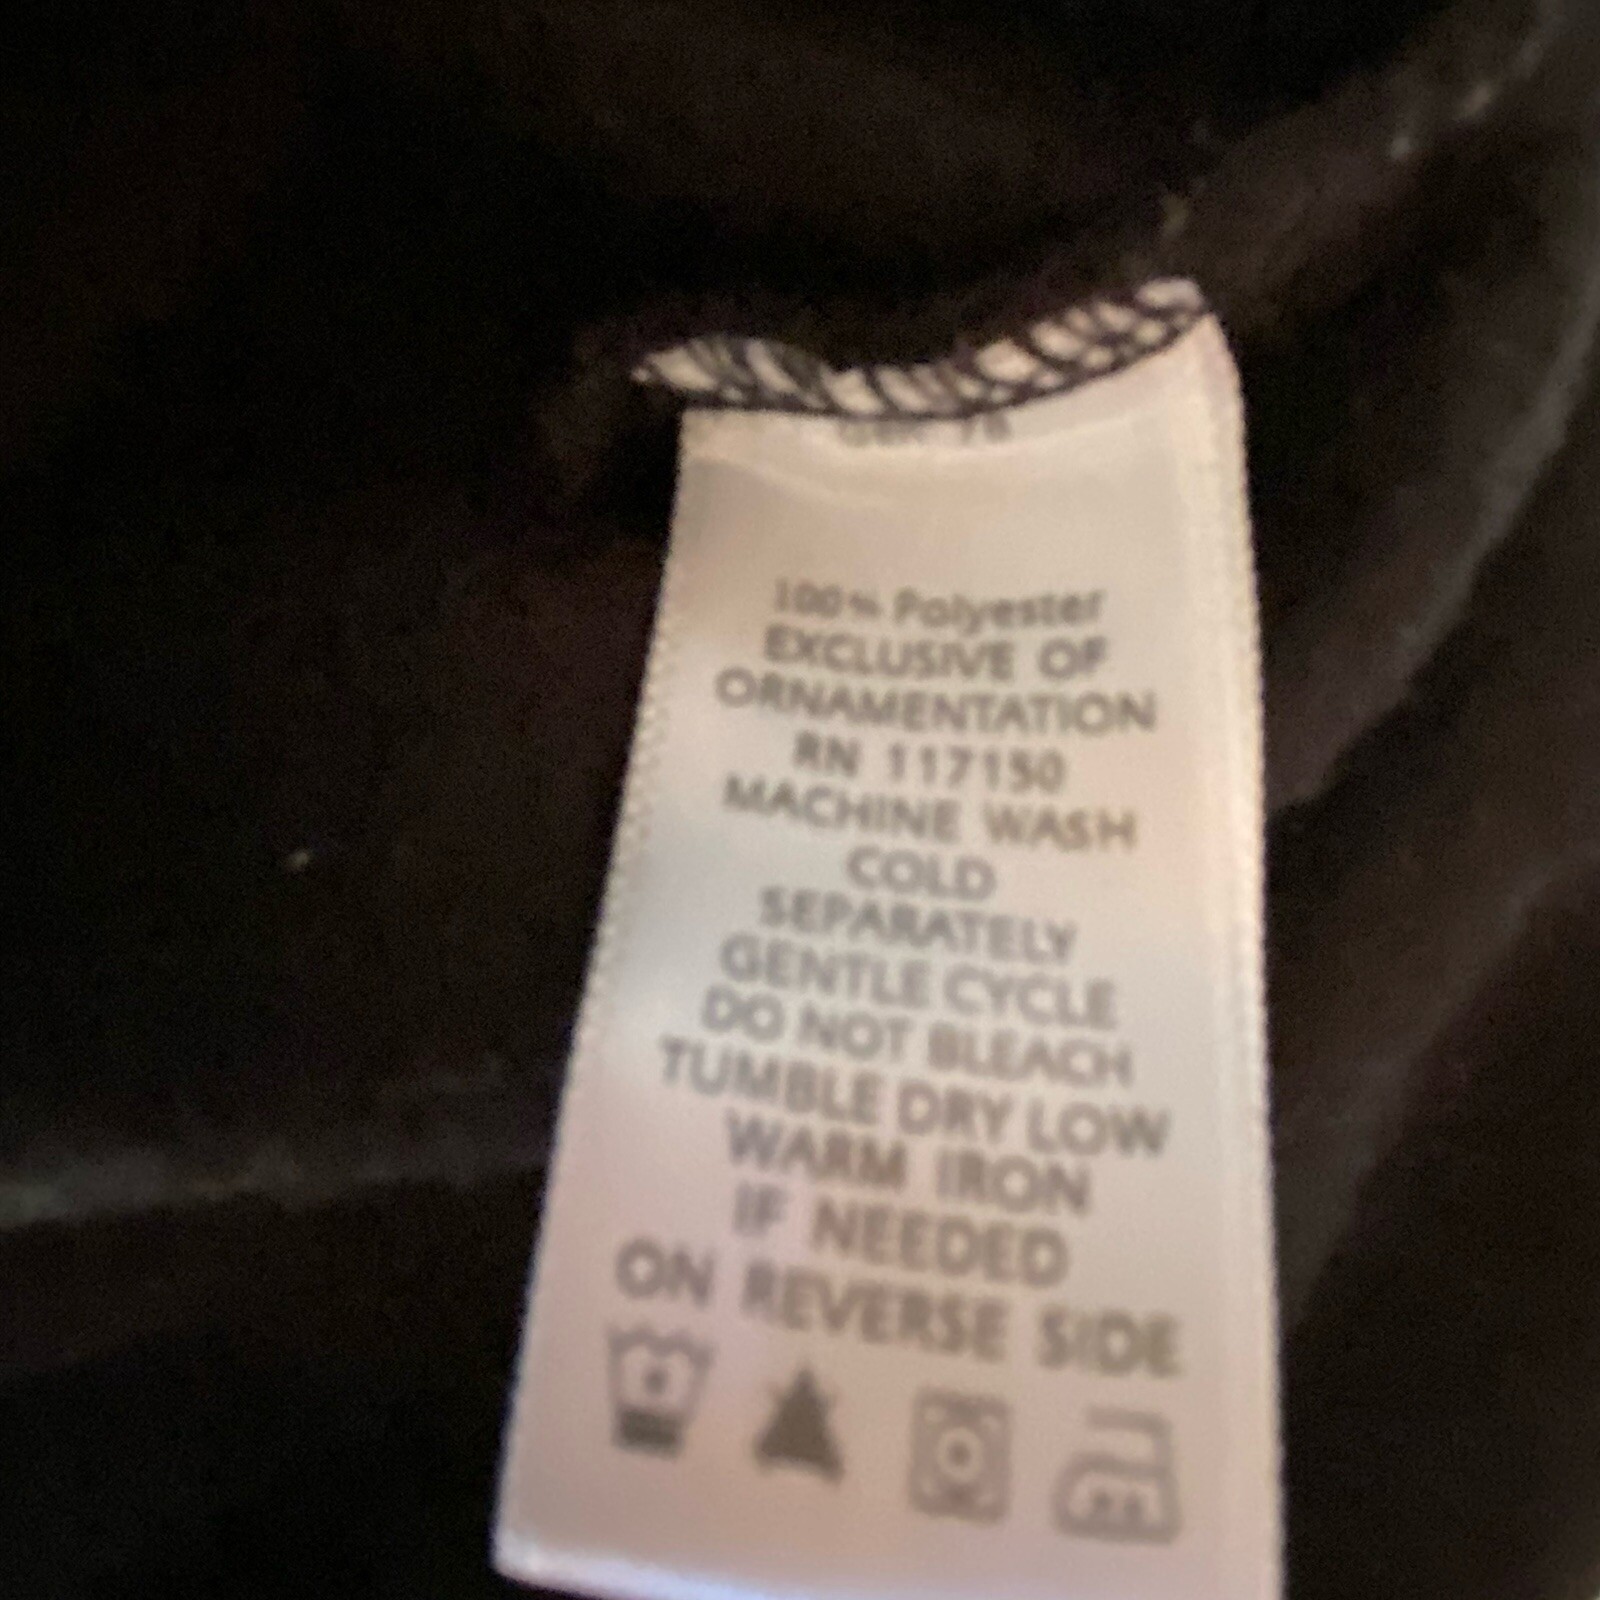 100% Polyester
EXCLUSIVE OF
ORNAMENTATION
RN 117150
MACHINE WASH
COLD
SEPARATELY
GENTLE CYCLE
DO NOT BLEACH
TUMBLE DRY LOW
WARM IRON
IF NEEDED
ON REVERSE SIDE